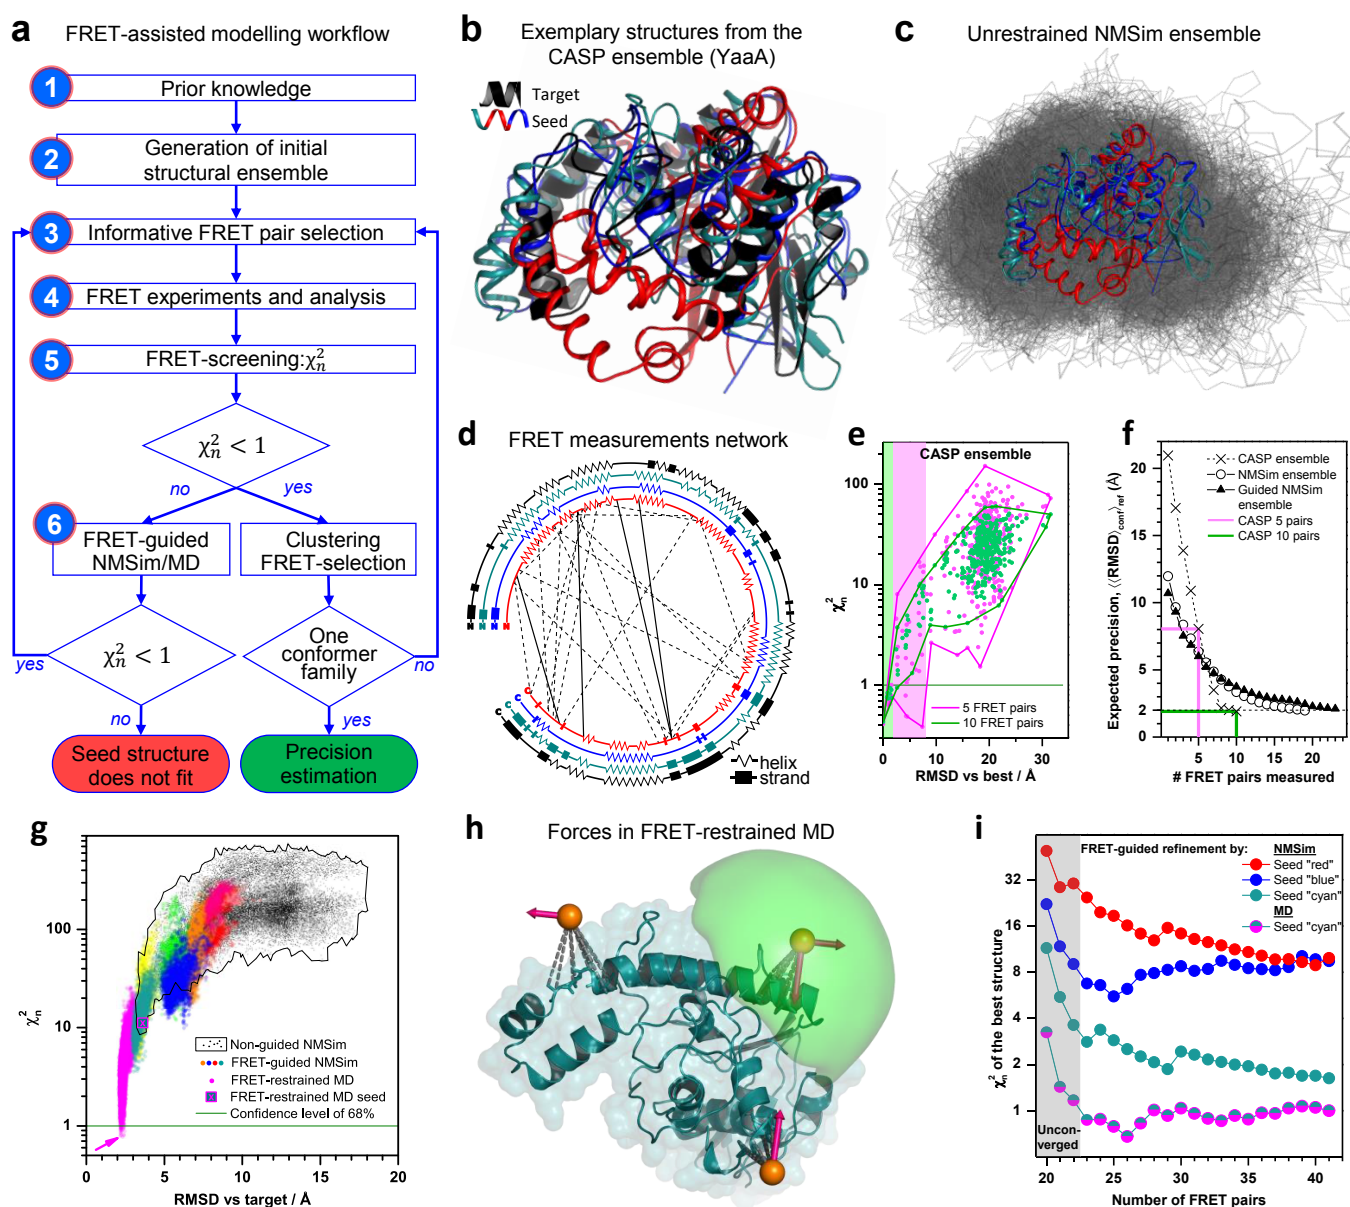 a FRET-assisted modelling workflow
1 Prior knowledge
2 Generation of initial
structural ensemble
3 Informative FRET pair selection
4 FRET experiments and analysis
5 FRET-screening:χ²ₙ
χ²ₙ < 1
no yes
6 FRET-guided
NMSim/MD
Clustering
FRET-selection
χ²ₙ < 1
One
conformer
family
yes no
no yes
Seed structure
does not fit
Precision
estimation
b Exemplary structures from the
CASP ensemble (YaaA)
Target
Seed
c Unrestrained NMSim ensemble
d FRET measurements network
N N N N
C
C
C
C
helix
strand
e
CASP ensemble
100
10
1
χ²ₙ
0 10 20 30
RMSD vs best / Å
5 FRET pairs
10 FRET pairs
f
Expected precision, ⟨⟨RMSD⟩conf⟩ref (Å)
20
15
10
5
2
0
5 10 15 20
# FRET pairs measured
CASP ensemble
NMSim ensemble
Guided NMSim
ensemble
CASP 5 pairs
CASP 10 pairs
g
χ²ₙ
100
10
1
0 5 10 15 20
RMSD vs target / Å
Non-guided NMSim
FRET-guided NMSim
FRET-restrained MD
FRET-restrained MD seed
Confidence level of 68%
h Forces in FRET-restrained MD
i
χ²ₙ of the best structure
32
16
8
4
2
1
20 25 30 35 40
Number of FRET pairs
FRET-guided refinement by: NMSim
Seed "red"
Seed "blue"
Seed "cyan"
MD
Seed "cyan"
Uncon-
verged